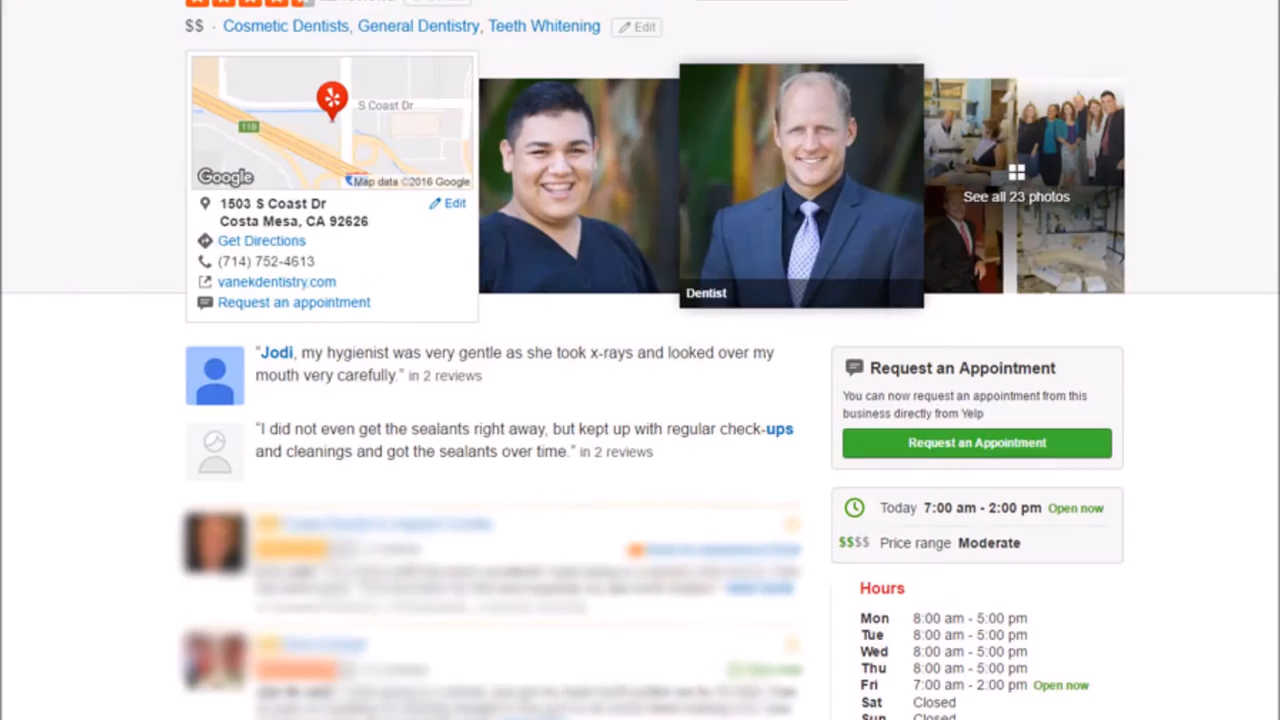 $$ · Cosmetic Dentists, General Dentistry, Teeth Whitening Edit
S Coast Dr
Google
Map data ©2016 Google
1503 S Coast Dr
Edit
Costa Mesa, CA 92626
Get Directions
(714) 752-4613
vanekdentistry.com
Request an appointment
Dentist
See all 23 photos
"Jodi, my hygienist was very gentle as she took x-rays and looked over my
mouth very carefully." in 2 reviews
"I did not even get the sealants right away, but kept up with regular check-ups
and cleanings and got the sealants over time." in 2 reviews
Request an Appointment
You can now request an appointment from this
business directly from Yelp
Request an Appointment
Today 7:00 am - 2:00 pm Open now
$$$$ Price range Moderate
Hours
Mon 8:00 am - 5:00 pm
Tue 8:00 am - 5:00 pm
Wed 8:00 am - 5:00 pm
Thu 8:00 am - 5:00 pm
Fri 7:00 am - 2:00 pm Open now
Sat Closed
Sun Closed